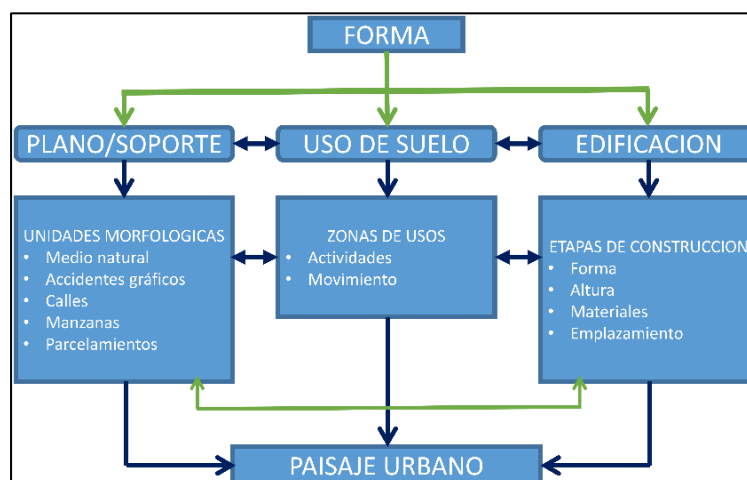 FORMA
PLANO/SOPORTE
USO DE SUELO
EDIFICACION
UNIDADES MORFOLOGICAS
• Medio natural
• Accidentes gráficos
• Calles
• Manzanas
• Parcelamientos
ZONAS DE USOS
• Actividades
• Movimiento
ETAPAS DE CONSTRUCCION
• Forma
• Altura
• Materiales
• Emplazamiento
PAISAJE URBANO